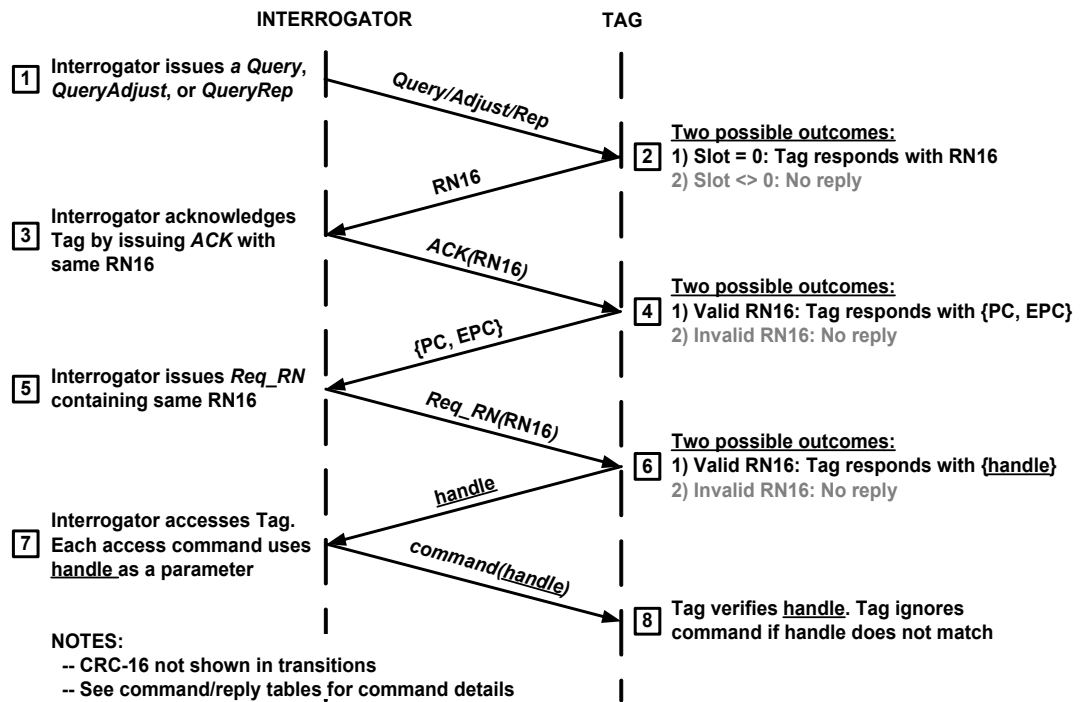 INTERROGATOR
TAG
1
Interrogator issues a Query,
QueryAdjust, or QueryRep
Query/Adjust/Rep
2
Two possible outcomes:
1) Slot = 0: Tag responds with RN16
2) Slot <> 0: No reply
RN16
3
Interrogator acknowledges
Tag by issuing ACK with
same RN16
ACK(RN16)
4
Two possible outcomes:
1) Valid RN16: Tag responds with {PC, EPC}
2) Invalid RN16: No reply
{PC, EPC}
5
Interrogator issues Req_RN
containing same RN16
Req_RN(RN16)
6
Two possible outcomes:
1) Valid RN16: Tag responds with {handle}
2) Invalid RN16: No reply
handle
7
Interrogator accesses Tag.
Each access command uses
handle as a parameter
command(handle)
8
Tag verifies handle. Tag ignores
command if handle does not match
NOTES:
-- CRC-16 not shown in transitions
-- See command/reply tables for command details